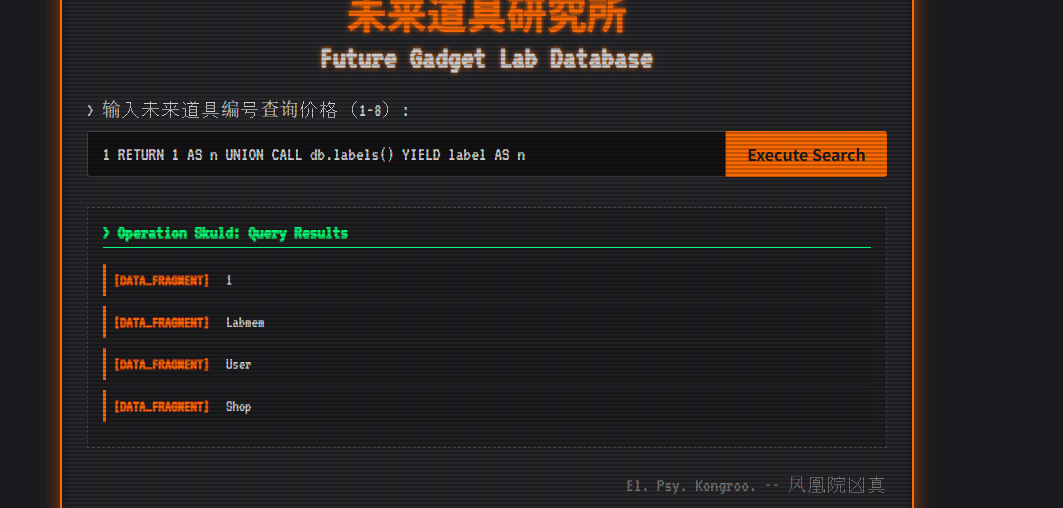 未来道具研究所
Future Gadget Lab Database
› 输入未来道具编号查询价格（1-8）:
1 RETURN 1 AS n UNION CALL db.labels() YIELD label AS n
Execute Search
› Operation Skuld: Query Results
[DATA_FRAGMENT] 1
[DATA_FRAGMENT] Labmem
[DATA_FRAGMENT] User
[DATA_FRAGMENT] Shop
El. Psy. Kongroo. -- 凤凰院凶真